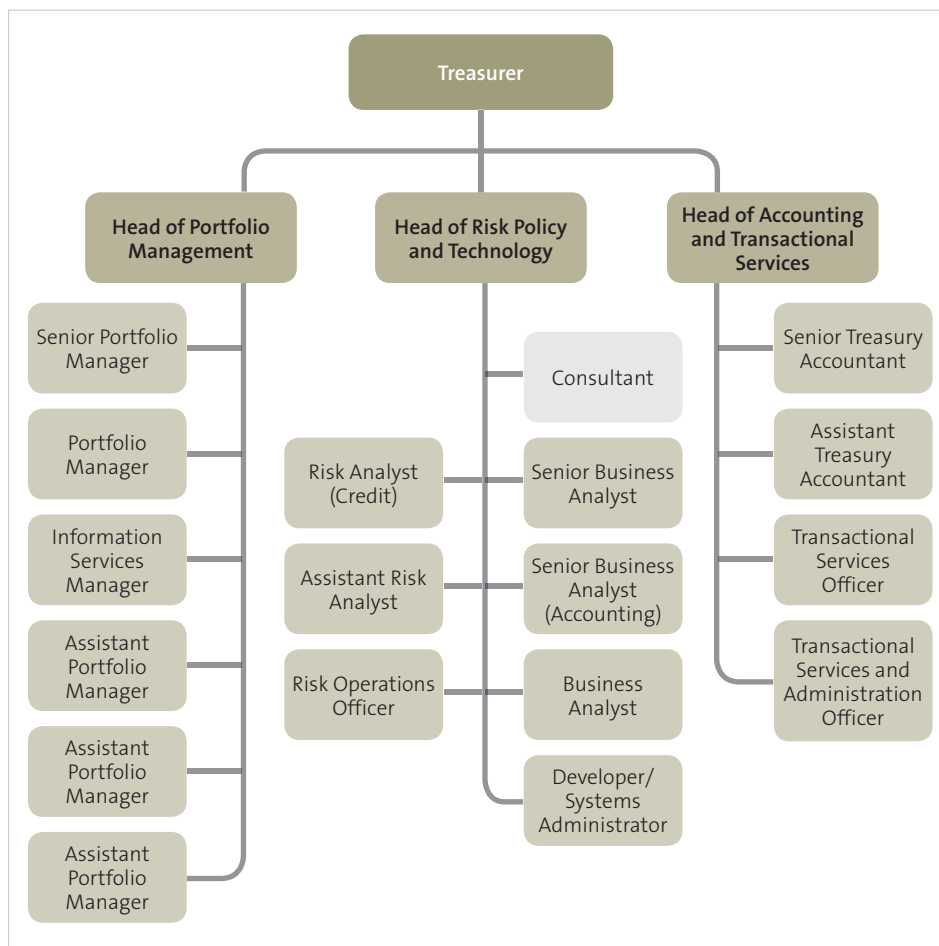 Treasurer
Head of Portfolio
Management
Head of Risk Policy
and Technology
Head of Accounting
and Transactional
Services
Senior Portfolio
Manager
Portfolio
Manager
Information
Services
Manager
Assistant
Portfolio
Manager
Assistant
Portfolio
Manager
Assistant
Portfolio
Manager
Consultant
Risk Analyst
(Credit)
Senior Business
Analyst
Assistant Risk
Analyst
Senior Business
Analyst
(Accounting)
Risk Operations
Officer
Business
Analyst
Developer/
Systems
Administrator
Senior Treasury
Accountant
Assistant
Treasury
Accountant
Transactional
Services
Officer
Transactional
Services and
Administration
Officer